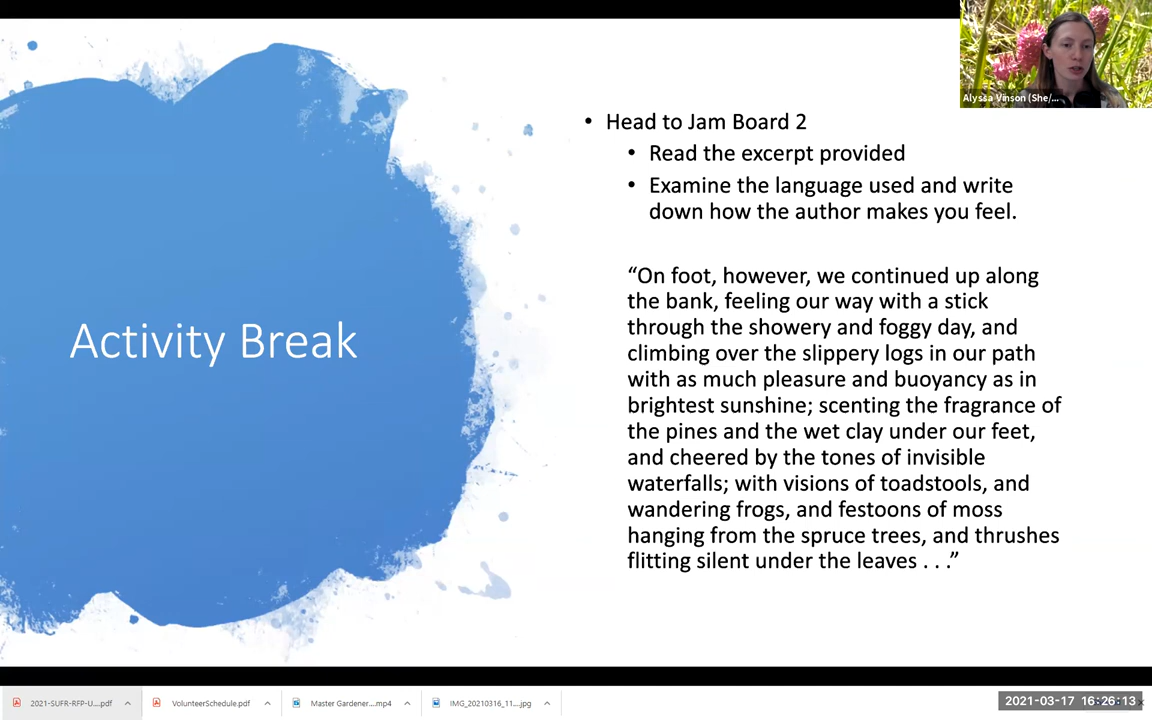 Alyssa Vinson (She/...
• Head to Jam Board 2
• Read the excerpt provided
• Examine the language used and write
down how the author makes you feel.
Activity Break
“On foot, however, we continued up along
the bank, feeling our way with a stick
through the showery and foggy day, and
climbing over the slippery logs in our path
with as much pleasure and buoyancy as in
brightest sunshine; scenting the fragrance of
the pines and the wet clay under our feet,
and cheered by the tones of invisible
waterfalls; with visions of toadstools, and
wandering frogs, and festoons of moss
hanging from the spruce trees, and thrushes
flitting silent under the leaves . . .”
2021-SUFR-RFP-U....pdf
VolunteerSchedule.pdf
Master Gardener....mp4
IMG_20210316_11....jpg
2021-03-17 16:26:13